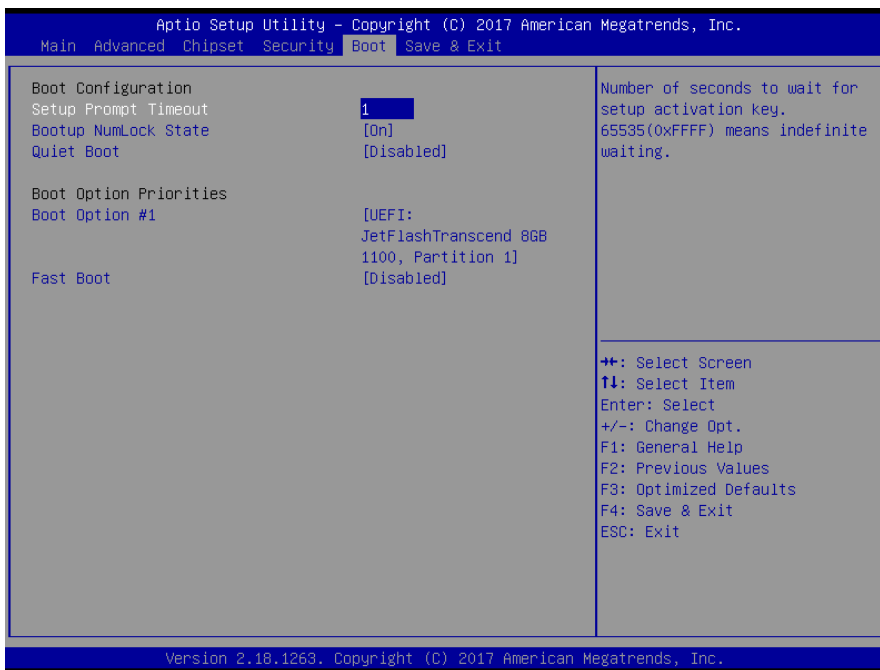 Aptio Setup Utility – Copyright (C) 2017 American Megatrends, Inc.
Main Advanced Chipset Security Boot Save & Exit
Boot Configuration
Setup Prompt Timeout 1
Bootup NumLock State [On]
Quiet Boot [Disabled]
Boot Option Priorities
Boot Option #1 [UEFI:
JetFlashTranscend 8GB
1100, Partition 1]
Fast Boot [Disabled]
Number of seconds to wait for
setup activation key.
65535(0xFFFF) means indefinite
waiting.
→←: Select Screen
↑↓: Select Item
Enter: Select
+/-: Change Opt.
F1: General Help
F2: Previous Values
F3: Optimized Defaults
F4: Save & Exit
ESC: Exit
Version 2.18.1263. Copyright (C) 2017 American Megatrends, Inc.